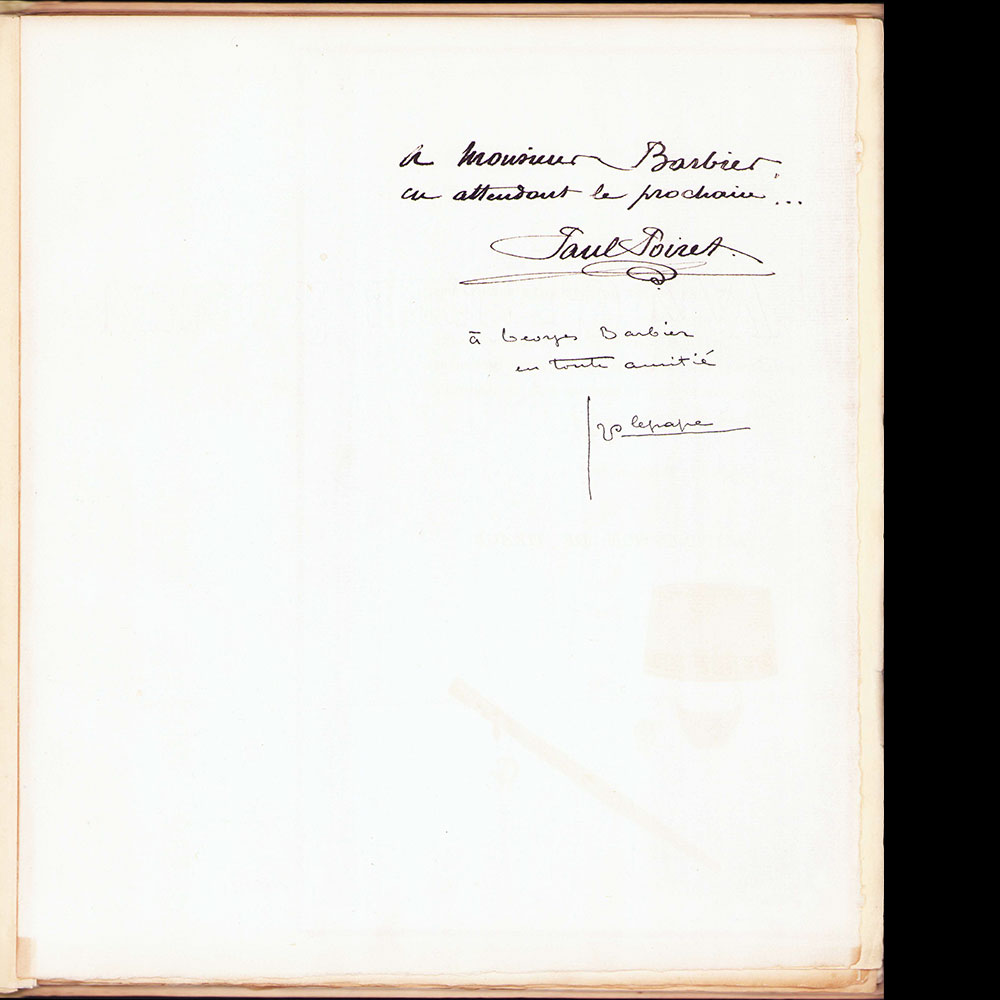 à Monsieur Barbier,
en attendant le prochain...
Paul Poiret.
à Georges Barbier
en toute amitié
lepape